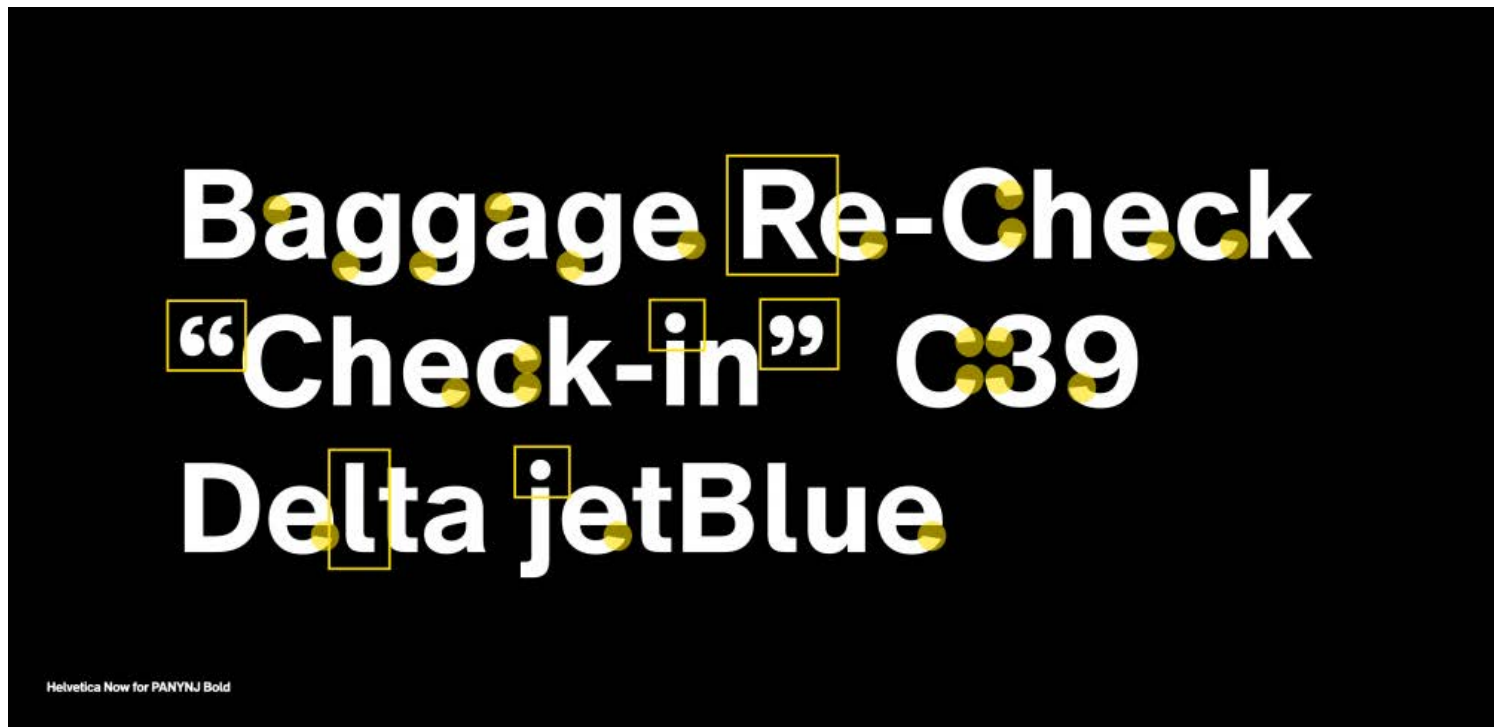 Baggage Re-Check
“Check-in” C39
Delta jetBlue
Helvetica Now for PANYNJ Bold